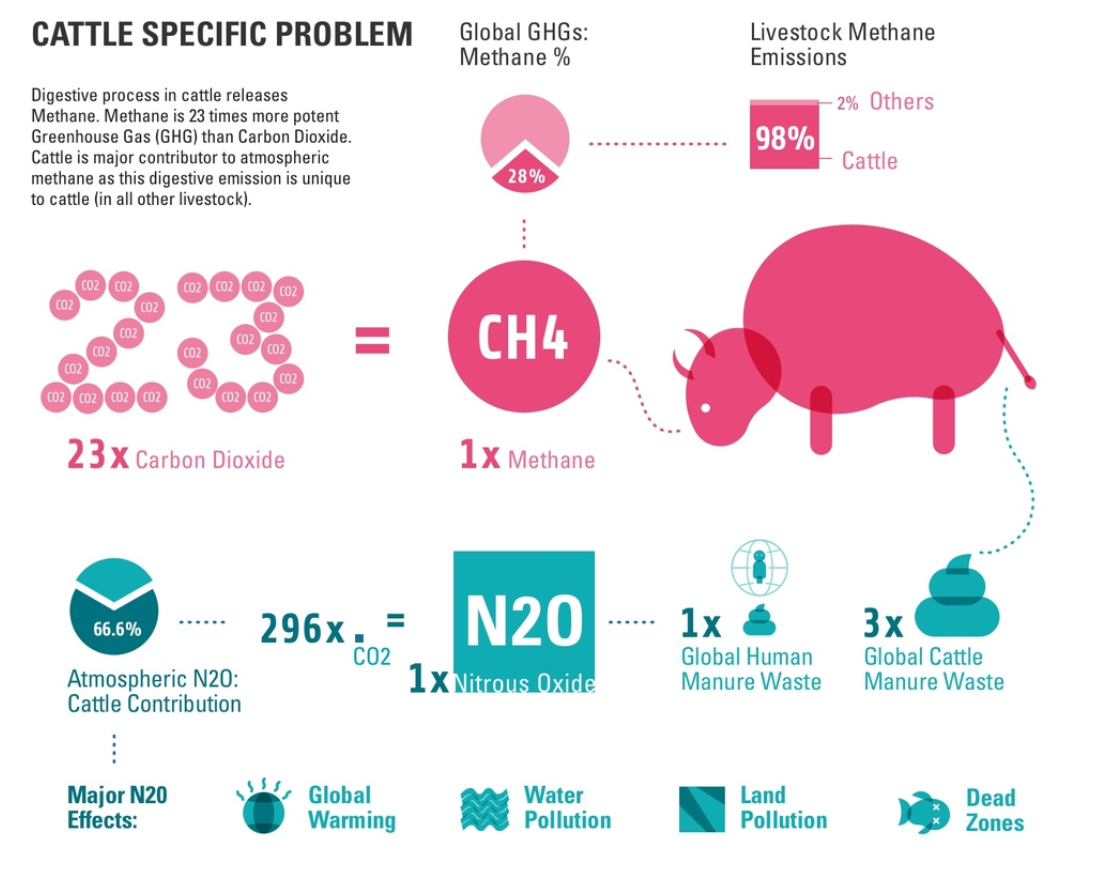 CATTLE SPECIFIC PROBLEM
Digestive process in cattle releases
Methane. Methane is 23 times more potent
Greenhouse Gas (GHG) than Carbon Dioxide.
Cattle is major contributor to atmospheric
methane as this digestive emission is unique
to cattle (in all other livestock).
Global GHGs:
Methane %
28%
Livestock Methane
Emissions
2% Others
98%
Cattle
CO2 CO2 CO2 CO2 CO2 CO2 CO2 CO2 CO2 CO2 CO2
CO2 CO2 CO2 CO2 CO2 CO2 CO2 CO2 CO2 CO2 CO2 CO2
=
CH4
23x Carbon Dioxide
1x Methane
66.6%
Atmospheric N2O:
Cattle Contribution
296x
CO2
=
N2O
1x Nitrous Oxide
1x
Global Human
Manure Waste
3x
Global Cattle
Manure Waste
Major N2O
Effects:
Global
Warming
Water
Pollution
Land
Pollution
Dead
Zones